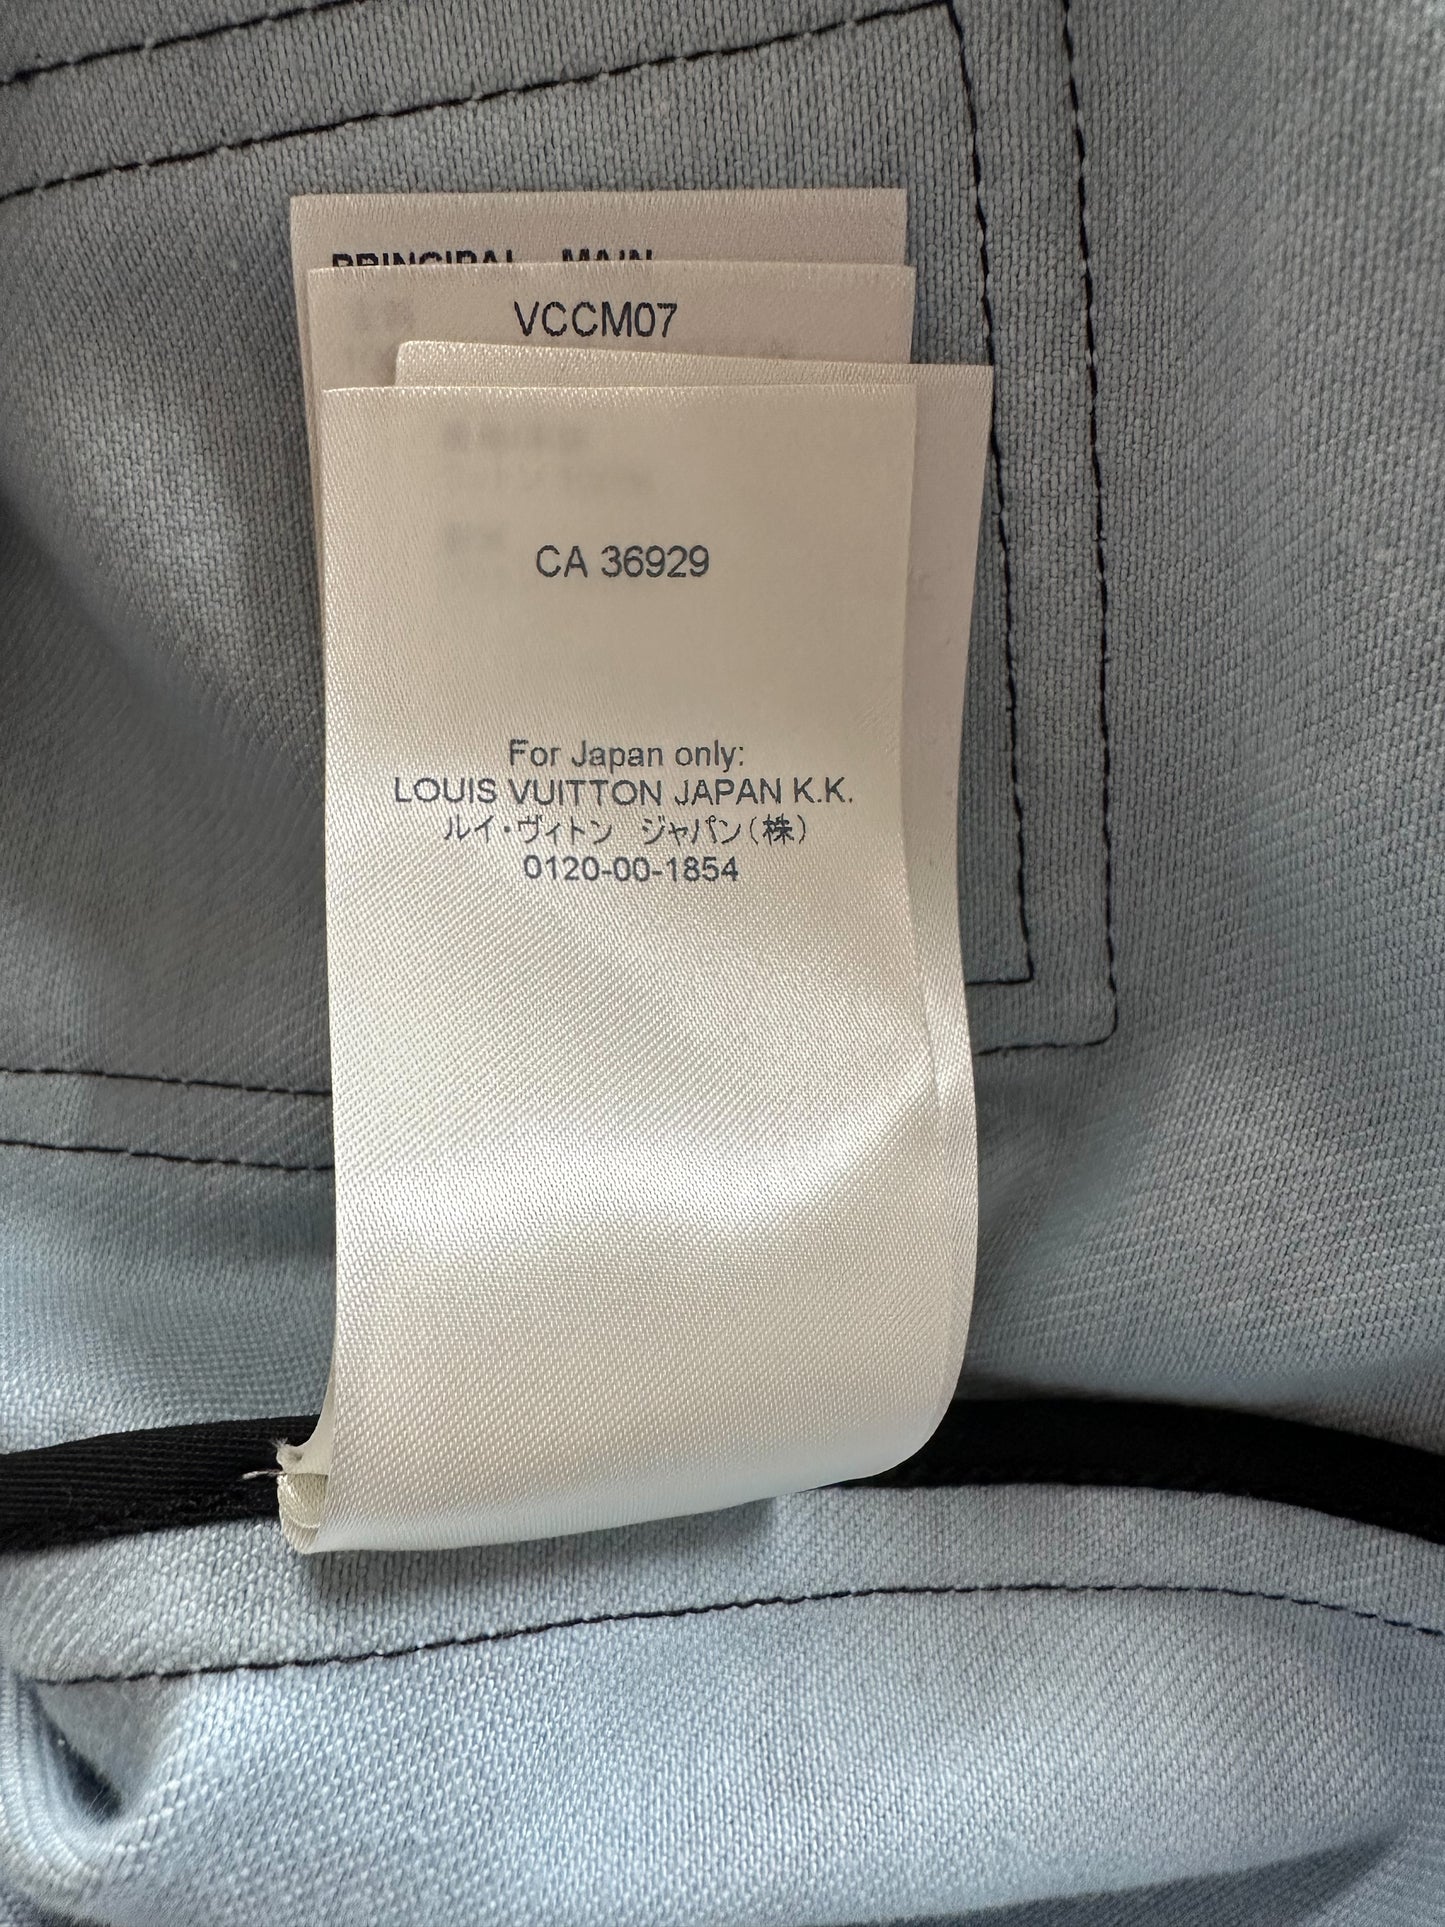 PRINCIPAL - MAIN
VCCM07
CA 36929
For Japan only:
LOUIS VUITTON JAPAN K.K.
ルイ・ヴィトン ジャパン(株)
0120-00-1854